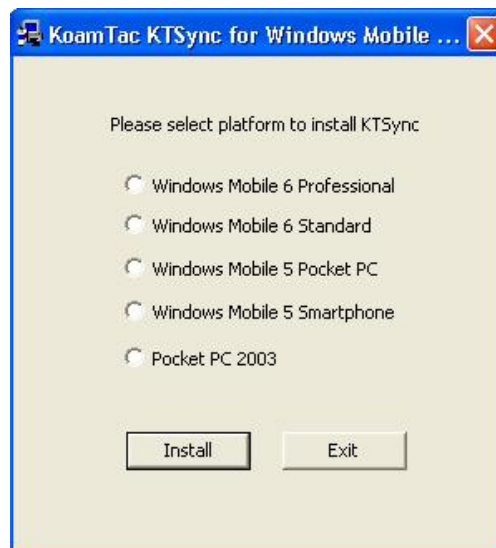 KoamTac KTSync for Windows Mobile ...
Please select platform to install KTSync
Windows Mobile 6 Professional
Windows Mobile 6 Standard
Windows Mobile 5 Pocket PC
Windows Mobile 5 Smartphone
Pocket PC 2003
Install Exit